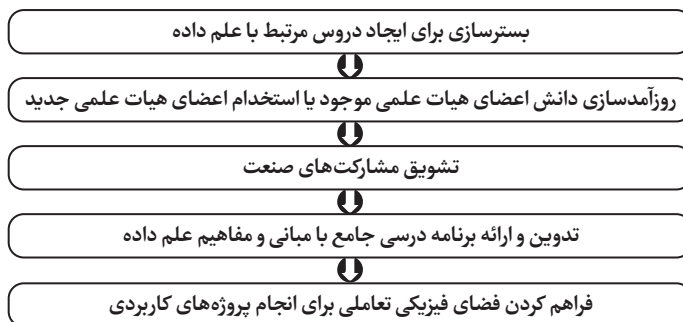 بسترسازی برای ایجاد دروس مرتبط با علم داده
روزآمدسازی دانش اعضای هیات علمی موجود یا استخدام اعضای هیات علمی جدید
تشویق مشارکت‌های صنعت
تدوین و ارائه برنامه درسی جامع با مبانی و مفاهیم علم داده
فراهم کردن فضای فیزیکی تعاملی برای انجام پروژه‌های کاربردی